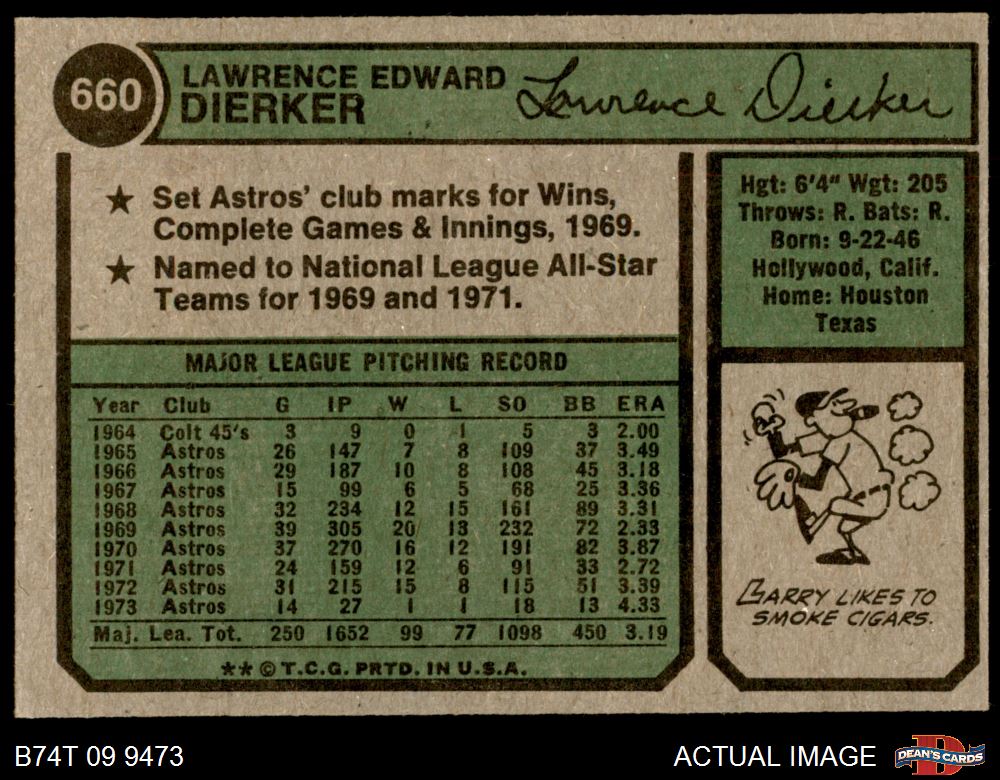 660
LAWRENCE EDWARD
DIERKER
Lawrence Dierker
★ Set Astros' club marks for Wins,
Complete Games & Innings, 1969.
★ Named to National League All-Star
Teams for 1969 and 1971.
Hgt: 6'4" Wgt: 205
Throws: R. Bats: R.
Born: 9-22-46
Hollywood, Calif.
Home: Houston
Texas
MAJOR LEAGUE PITCHING RECORD
Year Club G IP W L SO BB ERA
1964 Colt 45's 3 9 0 1 5 3 2.00
1965 Astros 26 147 7 8 109 37 3.49
1966 Astros 29 187 10 8 108 45 3.18
1967 Astros 15 99 6 5 68 25 3.36
1968 Astros 32 234 12 15 161 89 3.31
1969 Astros 39 305 20 13 232 72 2.33
1970 Astros 37 270 16 12 191 82 3.87
1971 Astros 24 159 12 6 91 33 2.72
1972 Astros 31 215 15 8 115 51 3.39
1973 Astros 14 27 1 1 18 13 4.33
Maj. Lea. Tot. 250 1652 99 77 1098 450 3.19
** © T.C.G. PRTD. IN U.S.A.
LARRY LIKES TO
SMOKE CIGARS.
B74T 09 9473
ACTUAL IMAGE
D
DEAN'S CARDS